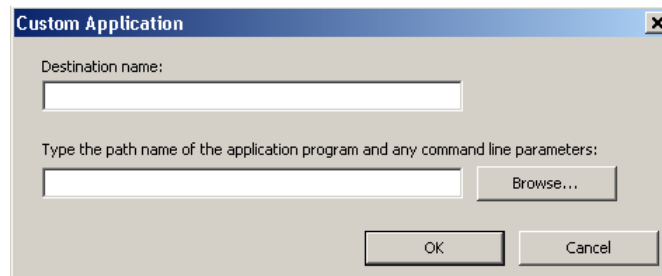 Custom Application
Destination name:
Type the path name of the application program and any command line parameters:
Browse...
OK
Cancel